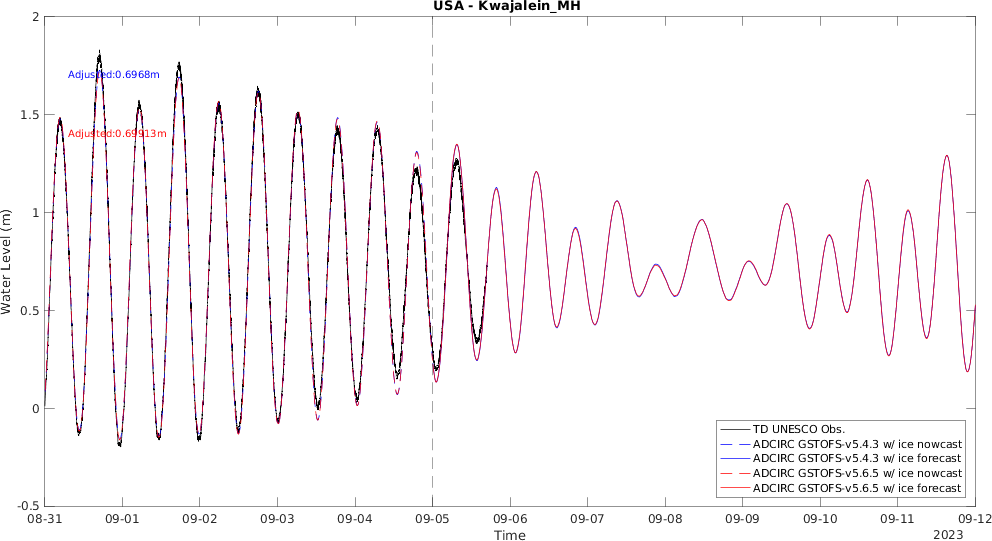 USA - Kwajalein_MH
2
1.5
1
0.5
0
-0.5
Water Level (m)
Adjusted:0.6968m
Adjusted:0.69913m
TD UNESCO Obs.
ADCIRC GSTOFS-v5.4.3 w/ ice nowcast
ADCIRC GSTOFS-v5.4.3 w/ ice forecast
ADCIRC GSTOFS-v5.6.5 w/ ice nowcast
ADCIRC GSTOFS-v5.6.5 w/ ice forecast
08-31 09-01 09-02 09-03 09-04 09-05 09-06 09-07 09-08 09-09 09-10 09-11 09-12
Time
2023